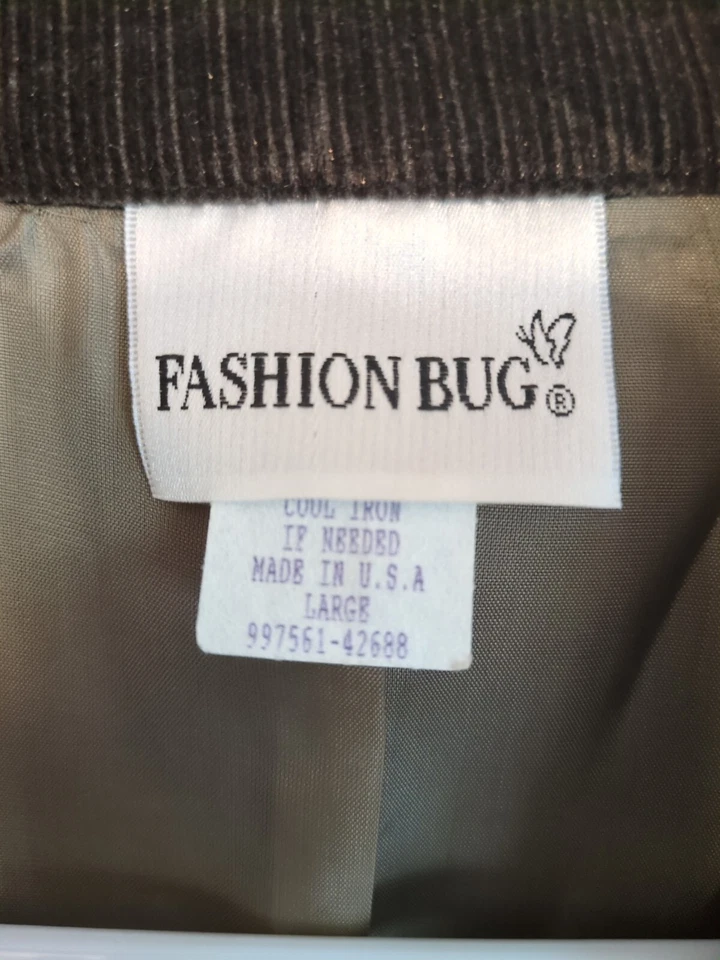 FASHION BUG®
COOL IRON
IF NEEDED
MADE IN U.S.A
LARGE
997561-42688